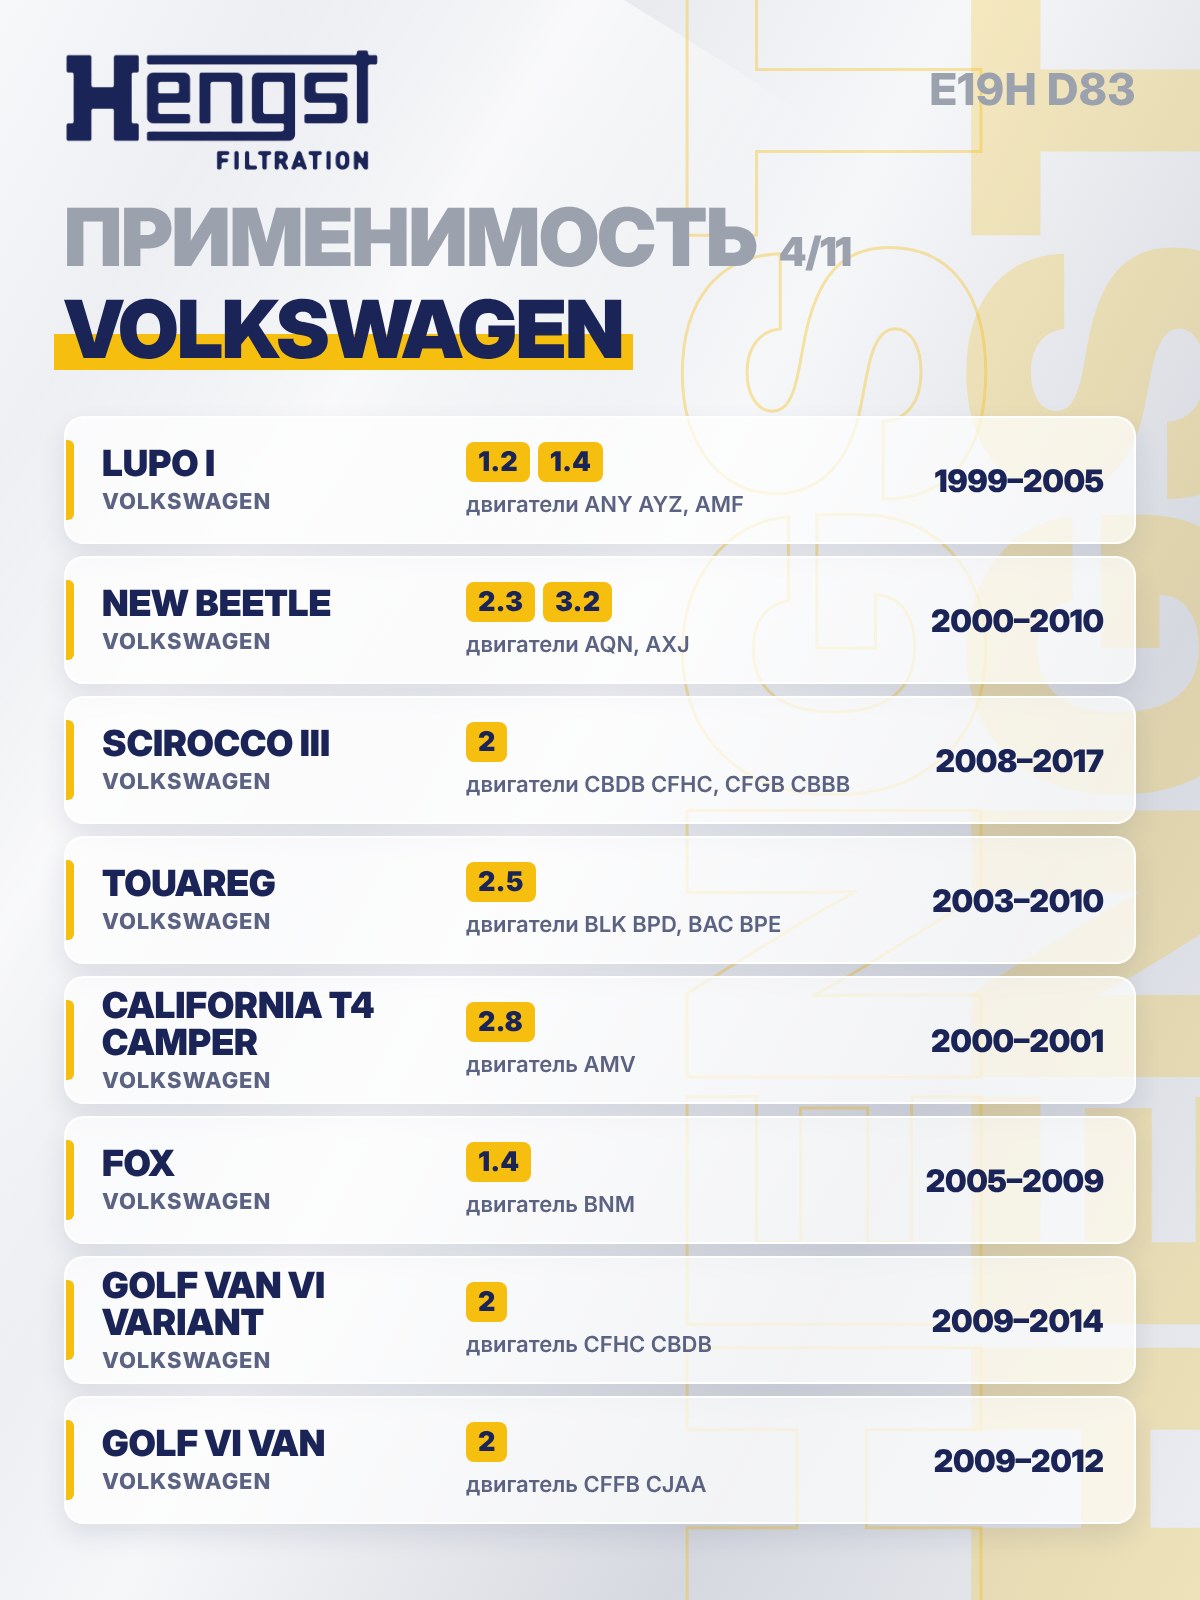 Hengst
FILTRATION
E19H D83
ПРИМЕНИМОСТЬ 4/11
VOLKSWAGEN
LUPO I
VOLKSWAGEN
1.2 1.4
двигатели ANY AYZ, AMF
1999–2005
NEW BEETLE
VOLKSWAGEN
2.3 3.2
двигатели AQN, AXJ
2000–2010
SCIROCCO III
VOLKSWAGEN
2
двигатели CBDB CFHC, CFGB CBBB
2008–2017
TOUAREG
VOLKSWAGEN
2.5
двигатели BLK BPD, BAC BPE
2003–2010
CALIFORNIA T4
CAMPER
VOLKSWAGEN
2.8
двигатель AMV
2000–2001
FOX
VOLKSWAGEN
1.4
двигатель BNM
2005–2009
GOLF VAN VI
VARIANT
VOLKSWAGEN
2
двигатель CFHC CBDB
2009–2014
GOLF VI VAN
VOLKSWAGEN
2
двигатель CFFB CJAA
2009–2012
HENGST
HENGST